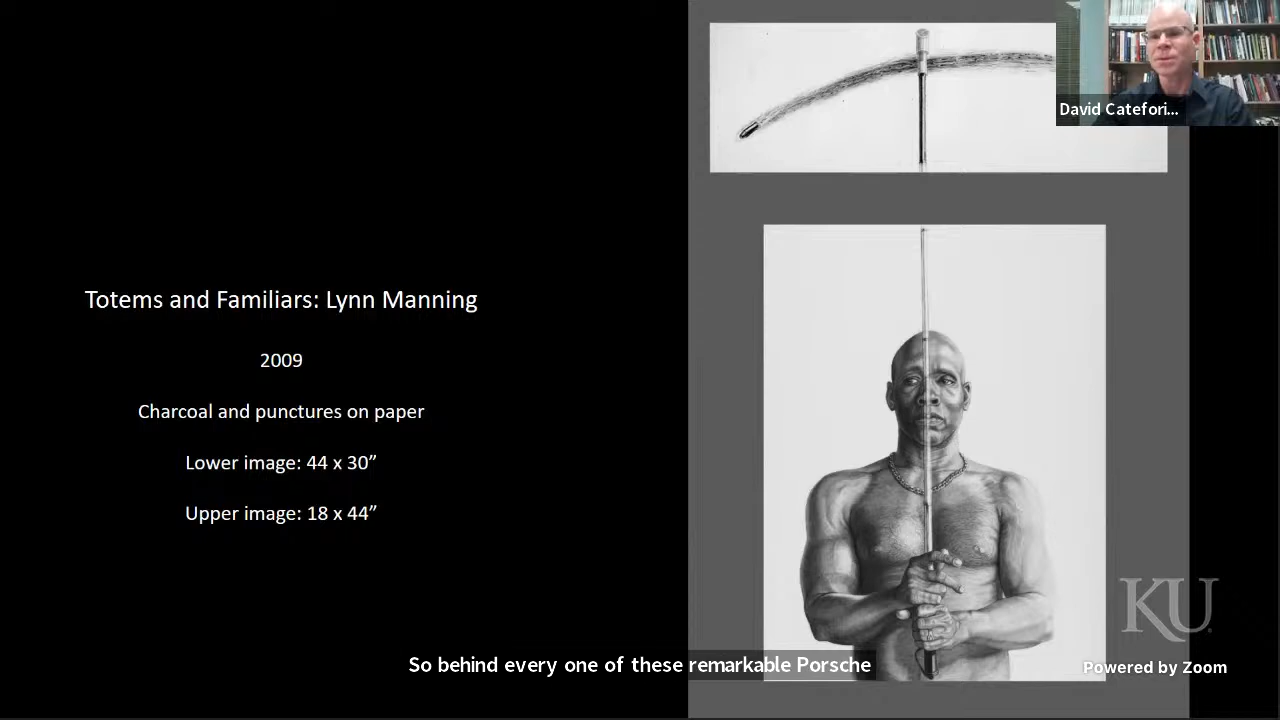 David Catefori...
Totems and Familiars: Lynn Manning
2009
Charcoal and punctures on paper
Lower image: 44 x 30”
Upper image: 18 x 44”
KU
So behind every one of these remarkable Porsche
Powered by Zoom